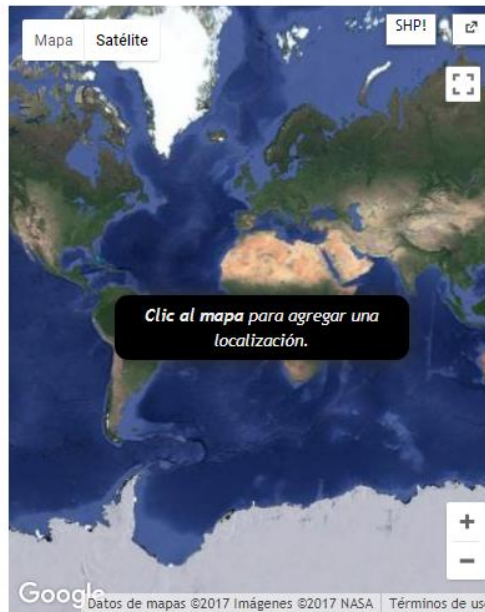 Mapa Satélite SHP!
Clic al mapa para agregar una
localización.
+
−
Google
Datos de mapas ©2017 Imágenes ©2017 NASA Términos de us